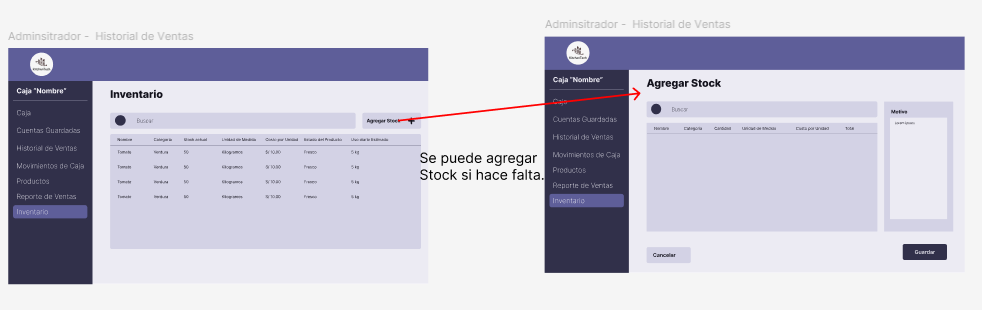 Adminsitrador - Historial de Ventas
Caja "Nombre"
Caja
Cuentas Guardadas
Historial de Ventas
Movimientos de Caja
Productos
Reporte de Ventas
Inventario
Inventario
Buscar
Agregar Stock +
Nombre Categoria Stock actual Unidad de Medida Costo por Unidad Estado del Producto Uso diario Estimado
Tomate Verdura 50 Kilogramos S/ 10.00 Fresco 5 kg
Tomate Verdura 50 Kilogramos S/ 10.00 Fresco 5 kg
Tomate Verdura 50 Kilogramos S/ 10.00 Fresco 5 kg
Tomate Verdura 50 Kilogramos S/ 10.00 Fresco 5 kg
Se puede agregar
Stock si hace falta.
Adminsitrador - Historial de Ventas
Caja "Nombre"
Caja
Cuentas Guardadas
Historial de Ventas
Movimientos de Caja
Productos
Reporte de Ventas
Inventario
Agregar Stock
Buscar
Nombre Categoria Cantidad Unidad de Medida Costo por Unidad Total
Motivo
Lorem Ipsum
Cancelar
Guardar